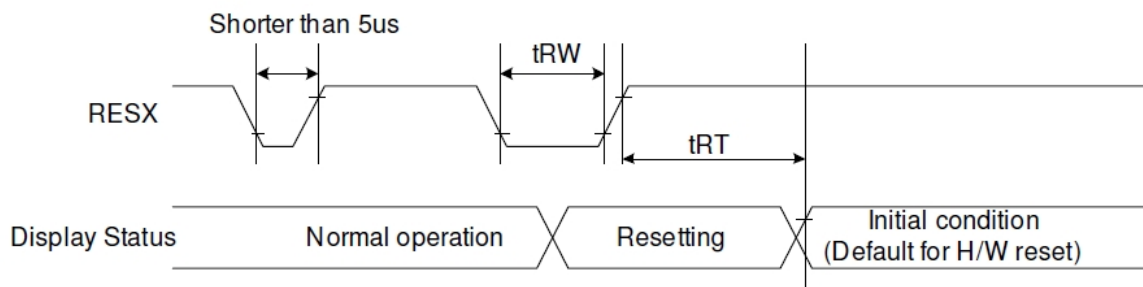 Shorter than 5us
tRW
RESX
tRT
Display Status
Normal operation
Resetting
Initial condition
(Default for H/W reset)